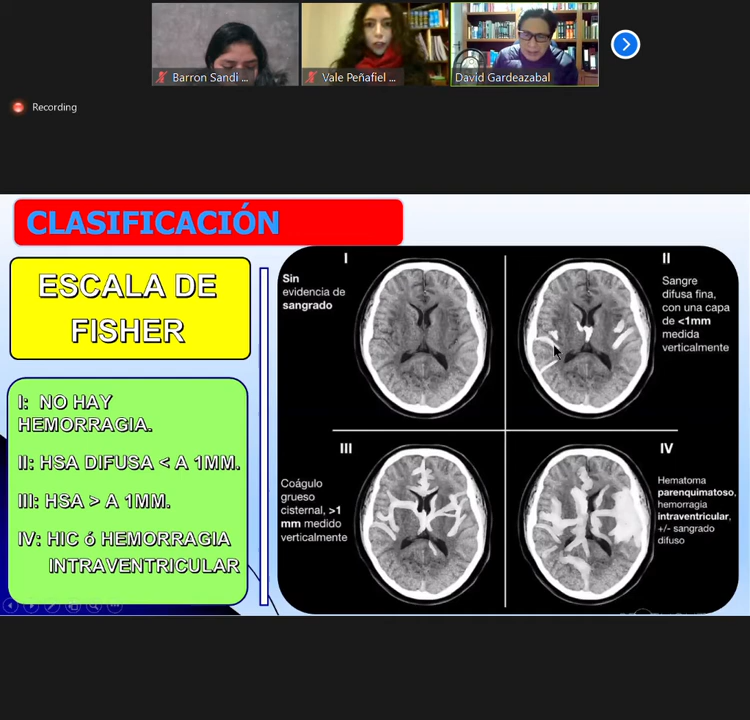 Barron Sandi ...
Vale Peñafiel ...
David Gardeazabal
Recording
CLASIFICACIÓN
ESCALA DE
FISHER
I: NO HAY
HEMORRAGIA.
II: HSA DIFUSA < A 1MM.
III: HSA > A 1MM.
IV: HIC ó HEMORRAGIA
INTRAVENTRICULAR
I
Sin
evidencia de
sangrado
II
Sangre
difusa fina,
con una capa
de <1mm
medida
verticalmente
III
Coágulo
grueso
cisternal, >1
mm medido
verticalmente
IV
Hematoma
parenquimatoso,
hemorragia
intraventricular,
+/- sangrado
difuso